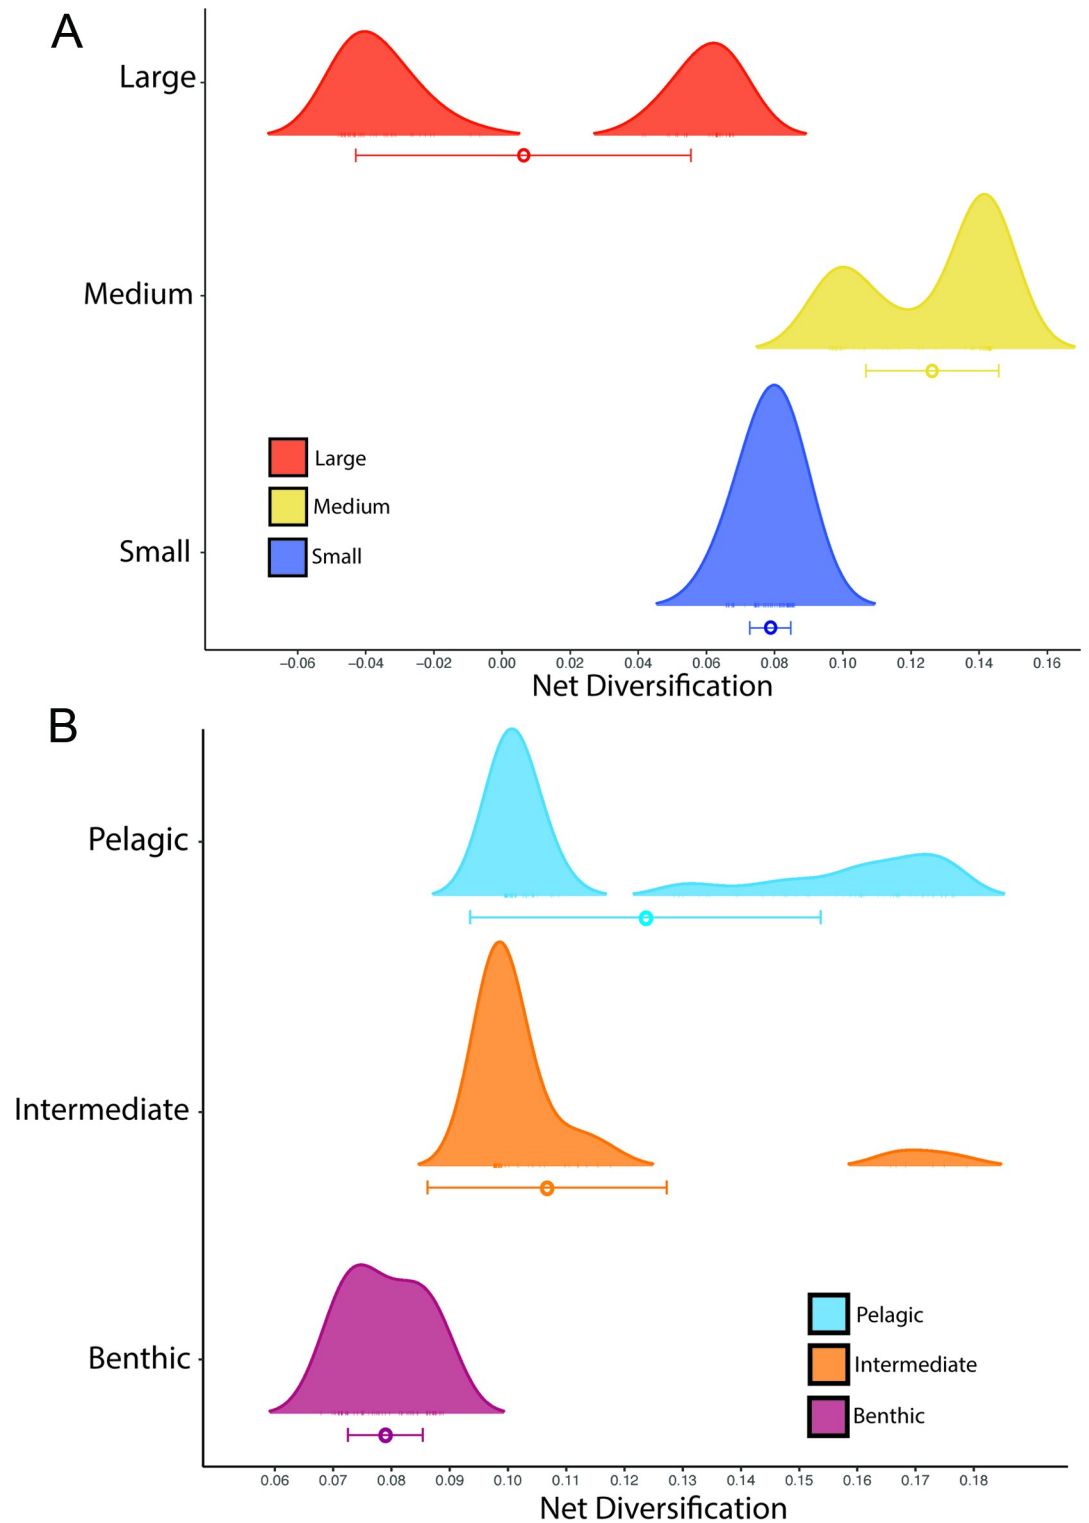 A
Large
Medium
Small
Large
Medium
Small
−0.06 −0.04 −0.02 0.00 0.02 0.04 0.06 0.08 0.10 0.12 0.14 0.16
Net Diversification
B
Pelagic
Intermediate
Benthic
Pelagic
Intermediate
Benthic
0.06 0.07 0.08 0.09 0.10 0.11 0.12 0.13 0.14 0.15 0.16 0.17 0.18
Net Diversification